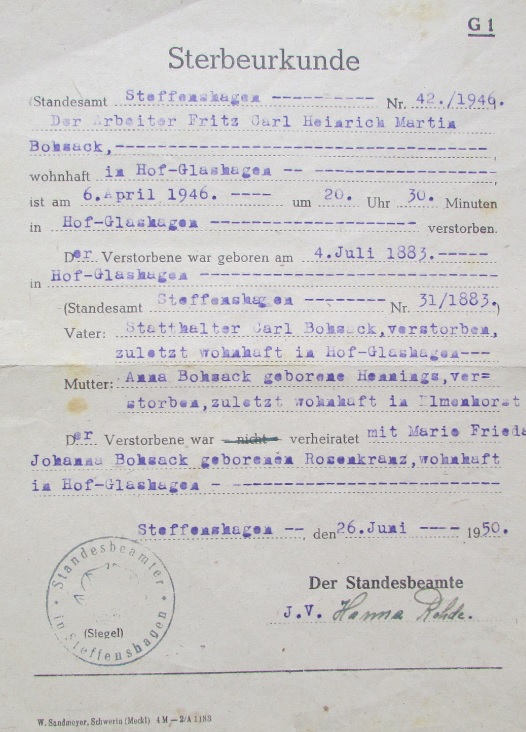 G 1
Sterbeurkunde
(Standesamt Steffenshagen ---------- Nr. 42./1946.
Der Arbeiter Fritz Carl Heinrich Martin
Bohsack,----------------------------------------
wohnhaft in Hof-Glashagen -- ------------------
ist am 6.April 1946. ---- um 20. Uhr 30. Minuten
in Hof-Glashagen -------------------- verstorben.
Der Verstorbene war geboren am 4.Juli 1883.-----
in Hof-Glashagen -----------------------------
(Standesamt Steffenshagen -------- Nr. 31/1883.)
Vater: Statthalter Carl Bohsack,verstorben,
zuletzt wohnhaft in Hof-Glashagen---
Mutter: Anna Bohsack geborene Hennings,ver=
storben,zuletzt wohnhaft in Ilmenhorst
Der Verstorbene war nicht verheiratet mit Marie Frieda
Johanna Bohsack geborenen Rosenkranz,wohnhaft
in Hof-Glashagen - --------------------------
Steffenshagen --, den 26.Juni ---- 1950.
Der Standesbeamte
J.V. Hanna Rohde.
Standesbeamter
in Steffenshagen
(Siegel)
W. Sandmeyer, Schwerin (Meckl) 4 M — 2/A 1183